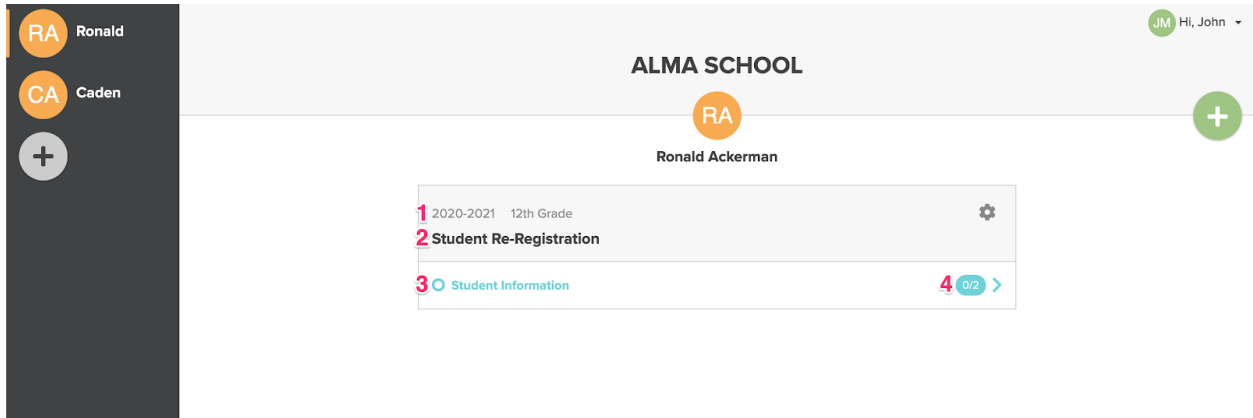 RA Ronald
CA Caden
JM Hi, John
ALMA SCHOOL
RA
Ronald Ackerman
1 2020-2021 12th Grade
2 Student Re-Registration
3 Student Information 4 0/2